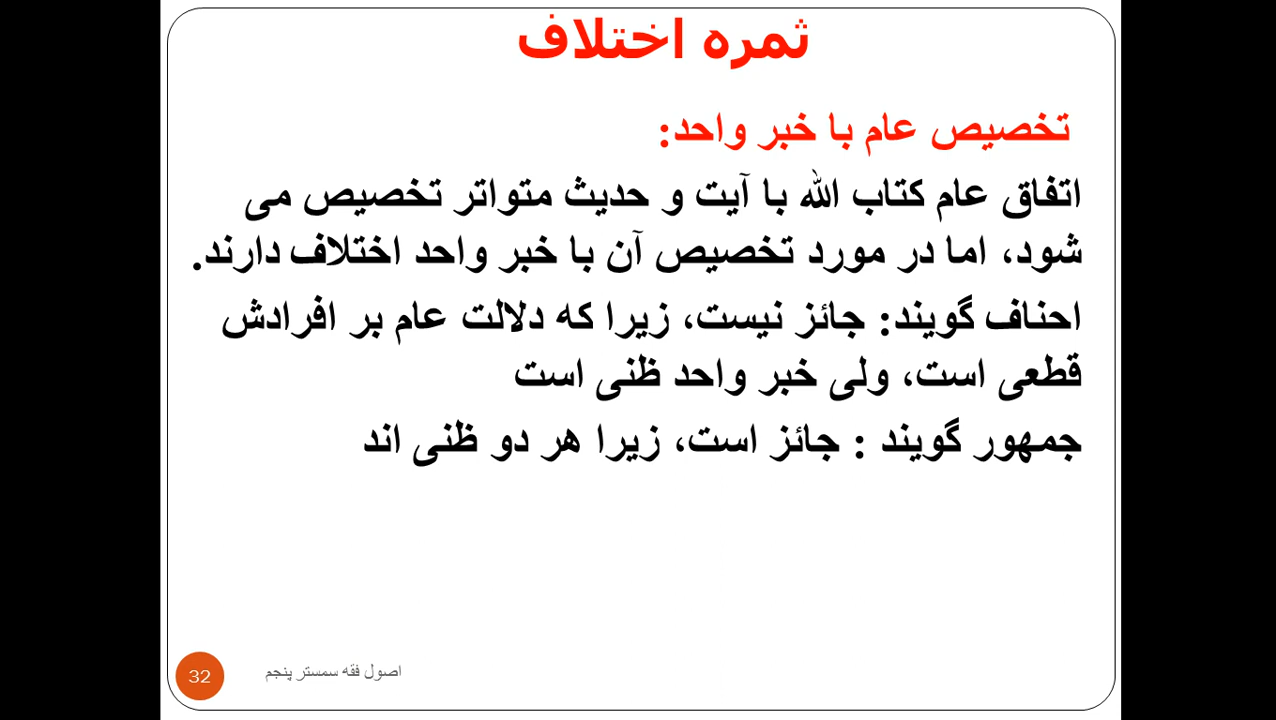 ثمره اختلاف
تخصیص عام با خبر واحد:
اتفاق عام کتاب الله با آیت و حدیث متواتر تخصیص می
شود، اما در مورد تخصیص آن با خبر واحد اختلاف دارند.
احناف گویند: جائز نیست، زیرا که دلالت عام بر افرادش
قطعی است، ولی خبر واحد ظنی است
جمهور گویند : جائز است، زیرا هر دو ظنی اند
اصول فقه سمستر پنجم
32